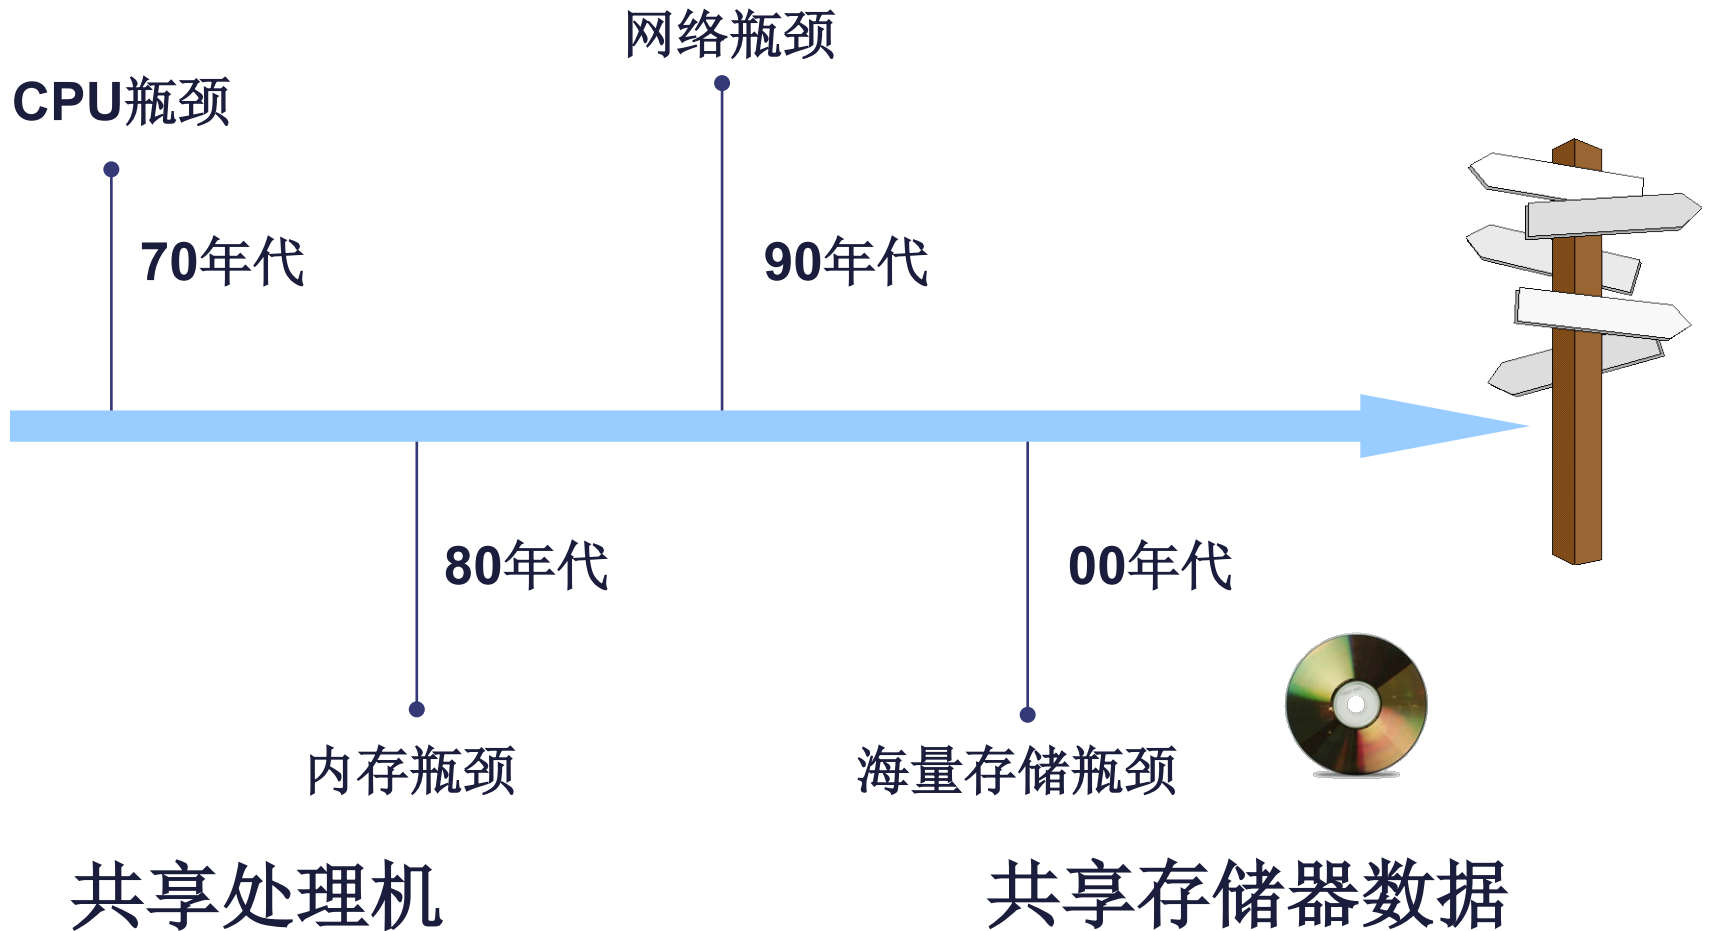 网络瓶颈
CPU瓶颈
70年代
90年代
80年代
00年代
内存瓶颈
海量存储瓶颈
共享处理机
共享存储器数据